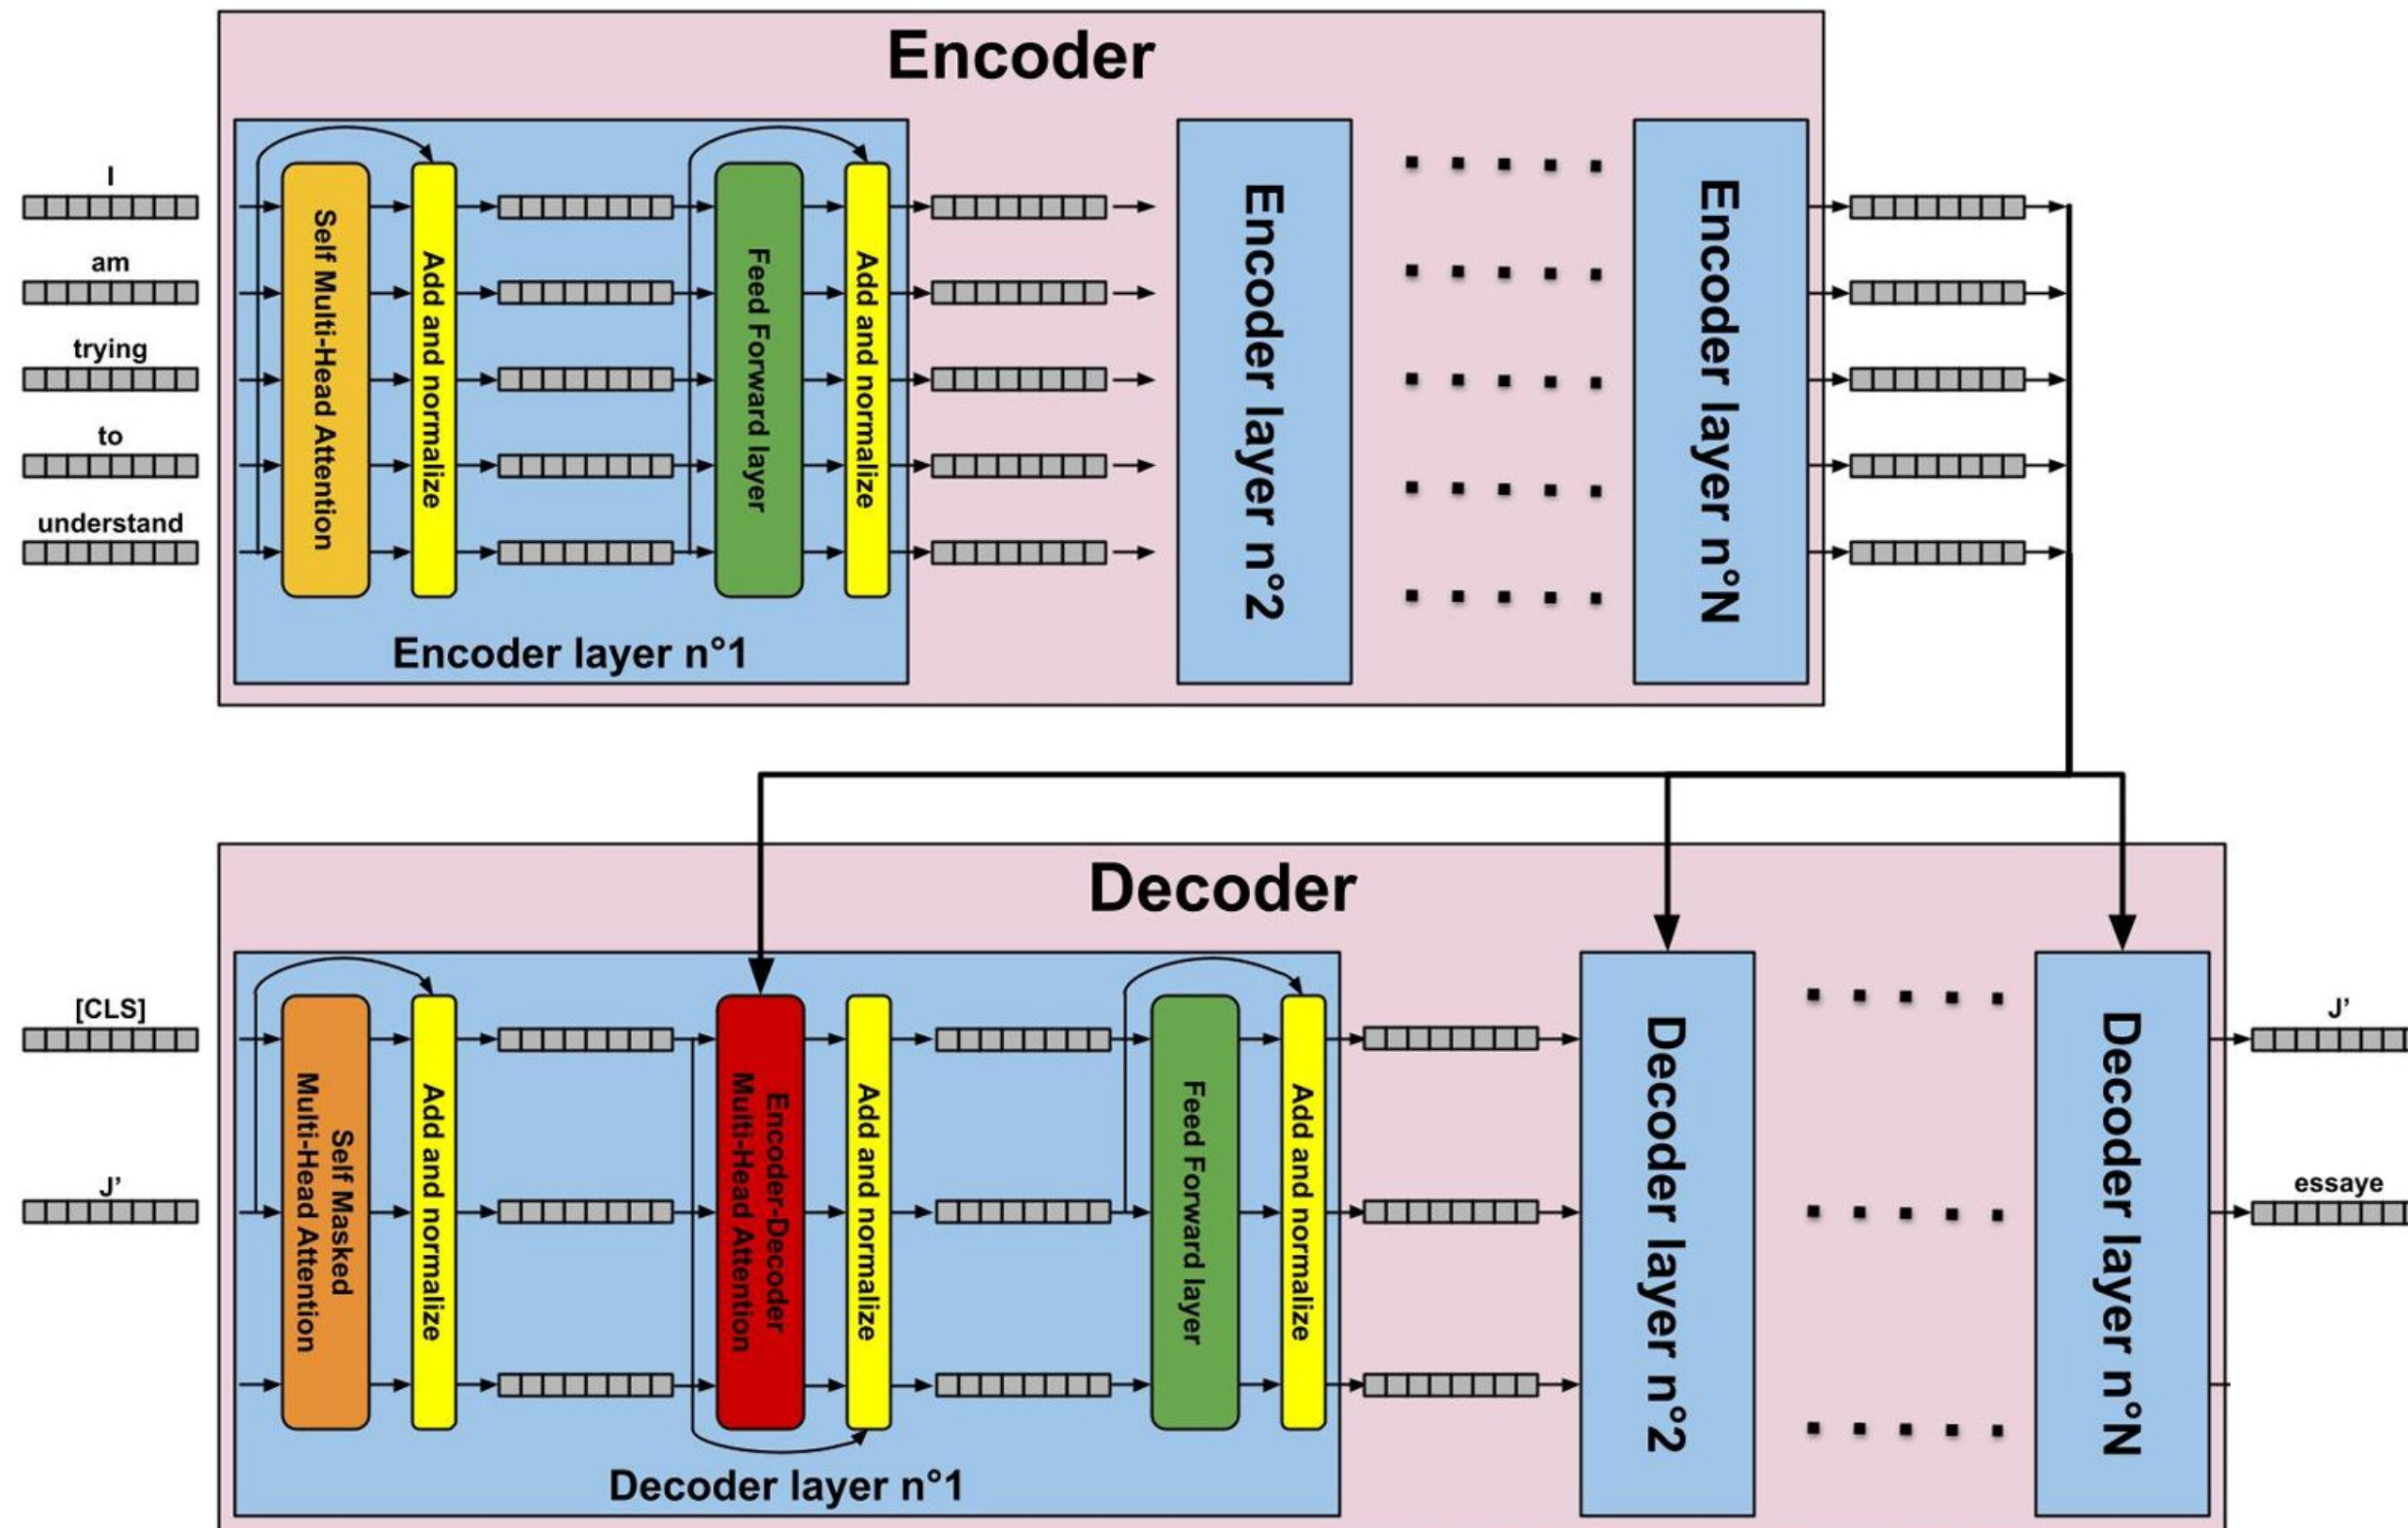 Encoder
I
am
trying
to
understand
Self Multi-Head Attention
Add and normalize
Feed Forward layer
Add and normalize
Encoder layer n°1
Encoder layer n°2
Encoder layer n°N
Decoder
[CLS]
J’
Self Masked
Multi-Head Attention
Add and normalize
Encoder-Decoder
Multi-Head Attention
Add and normalize
Feed Forward layer
Add and normalize
Decoder layer n°1
Decoder layer n°2
Decoder layer n°N
J’
essaye